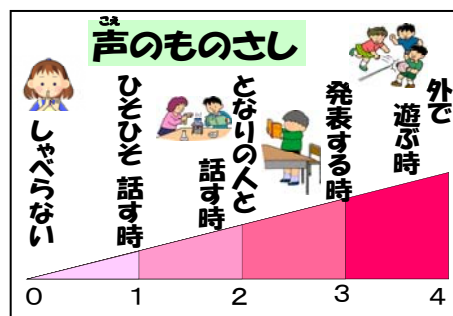 こえ
声のものさし
しゃべらない
ひそひそ 話す時
となりの人と
話す時
発表する時
外で
遊ぶ時
0 1 2 3 4